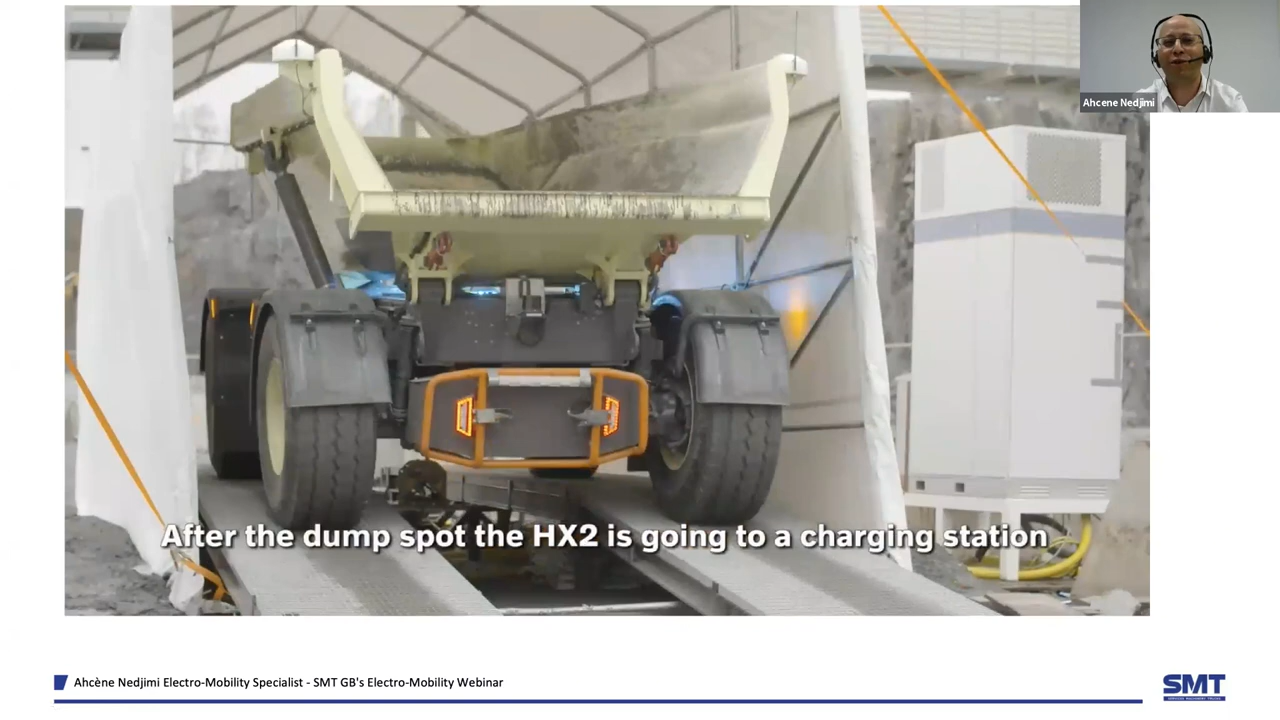 Ahcene Nedjimi
After the dump spot the HX2 is going to a charging station
Ahcène Nedjimi Electro-Mobility Specialist - SMT GB's Electro-Mobility Webinar
SMT